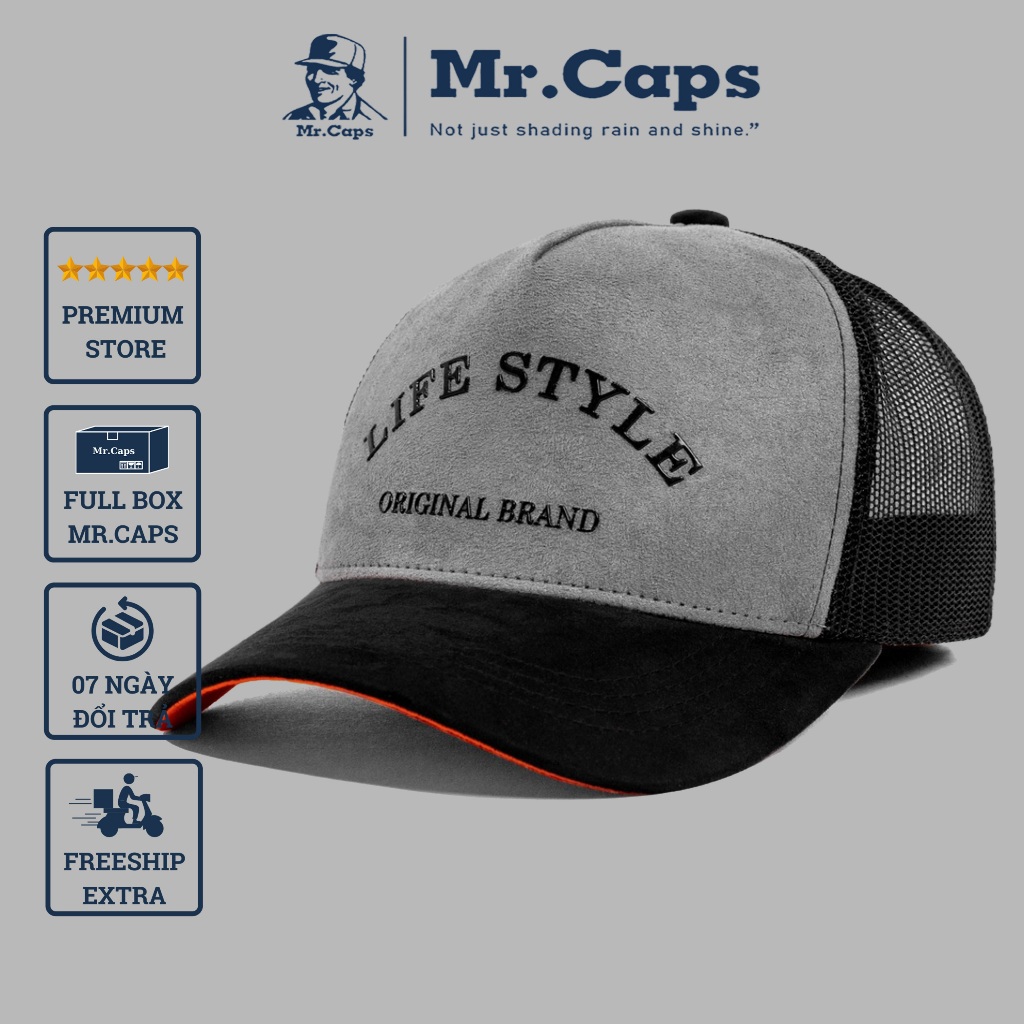 Mr.Caps
Mr.Caps
Not just shading rain and shine.”
PREMIUM
STORE
Mr.Caps
FULL BOX
MR.CAPS
07 NGÀY
ĐỔI TRẢ
FREESHIP
EXTRA
LIFE STYLE
ORIGINAL BRAND